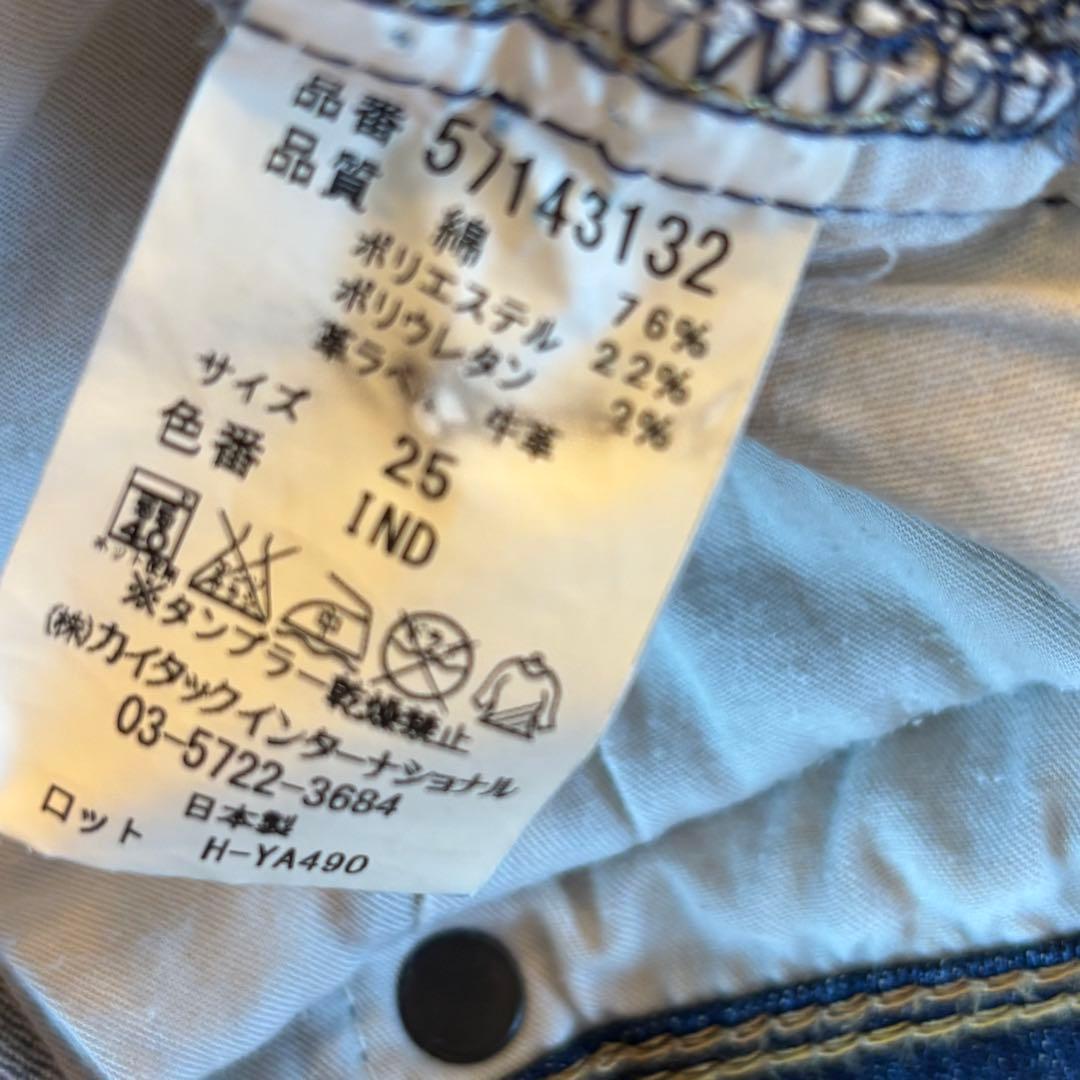 品番 57143132
品質 綿 76%
ポリエステル 22%
ポリウレタン 2%
革ラベ 牛革
サイズ 25
色番 IND
40
中
※タンブラー乾燥禁止
(株)カイタックインターナショナル
03-5722-3684
日本製
ロット H-YA490